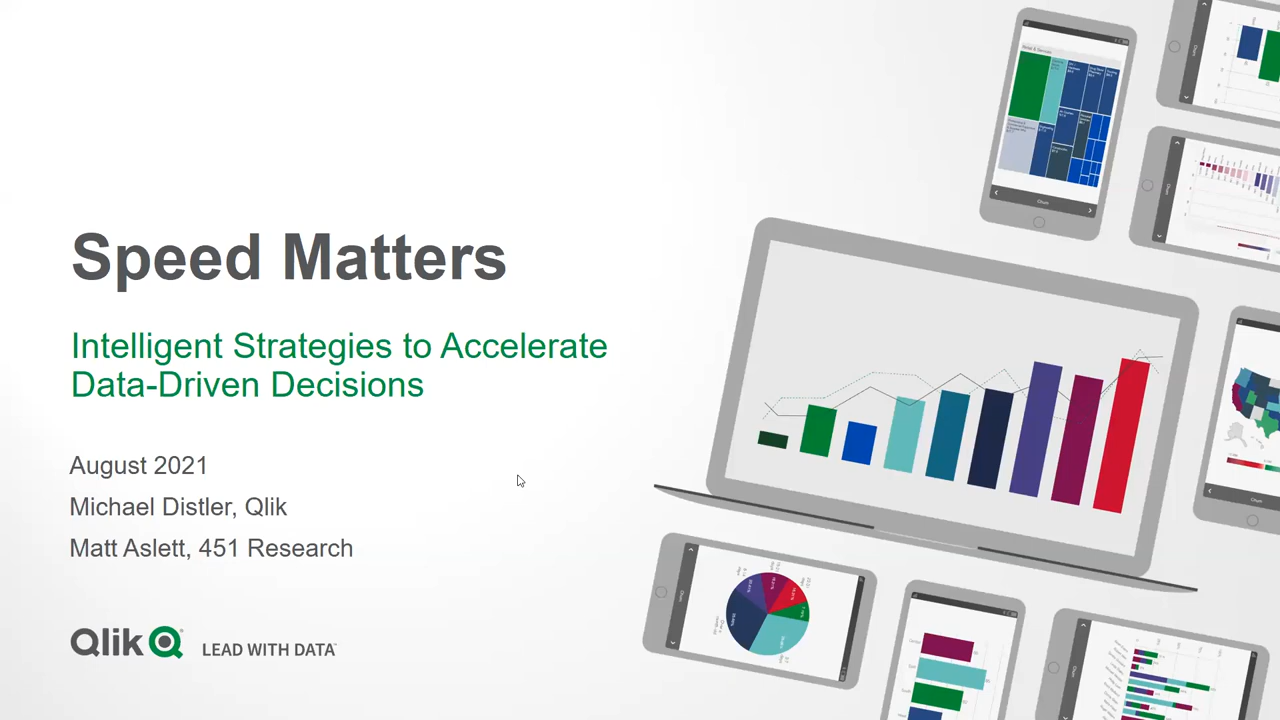 Speed Matters
Intelligent Strategies to Accelerate
Data-Driven Decisions
August 2021
Michael Distler, Qlik
Matt Aslett, 451 Research
Qlik
LEAD WITH DATA
Churn